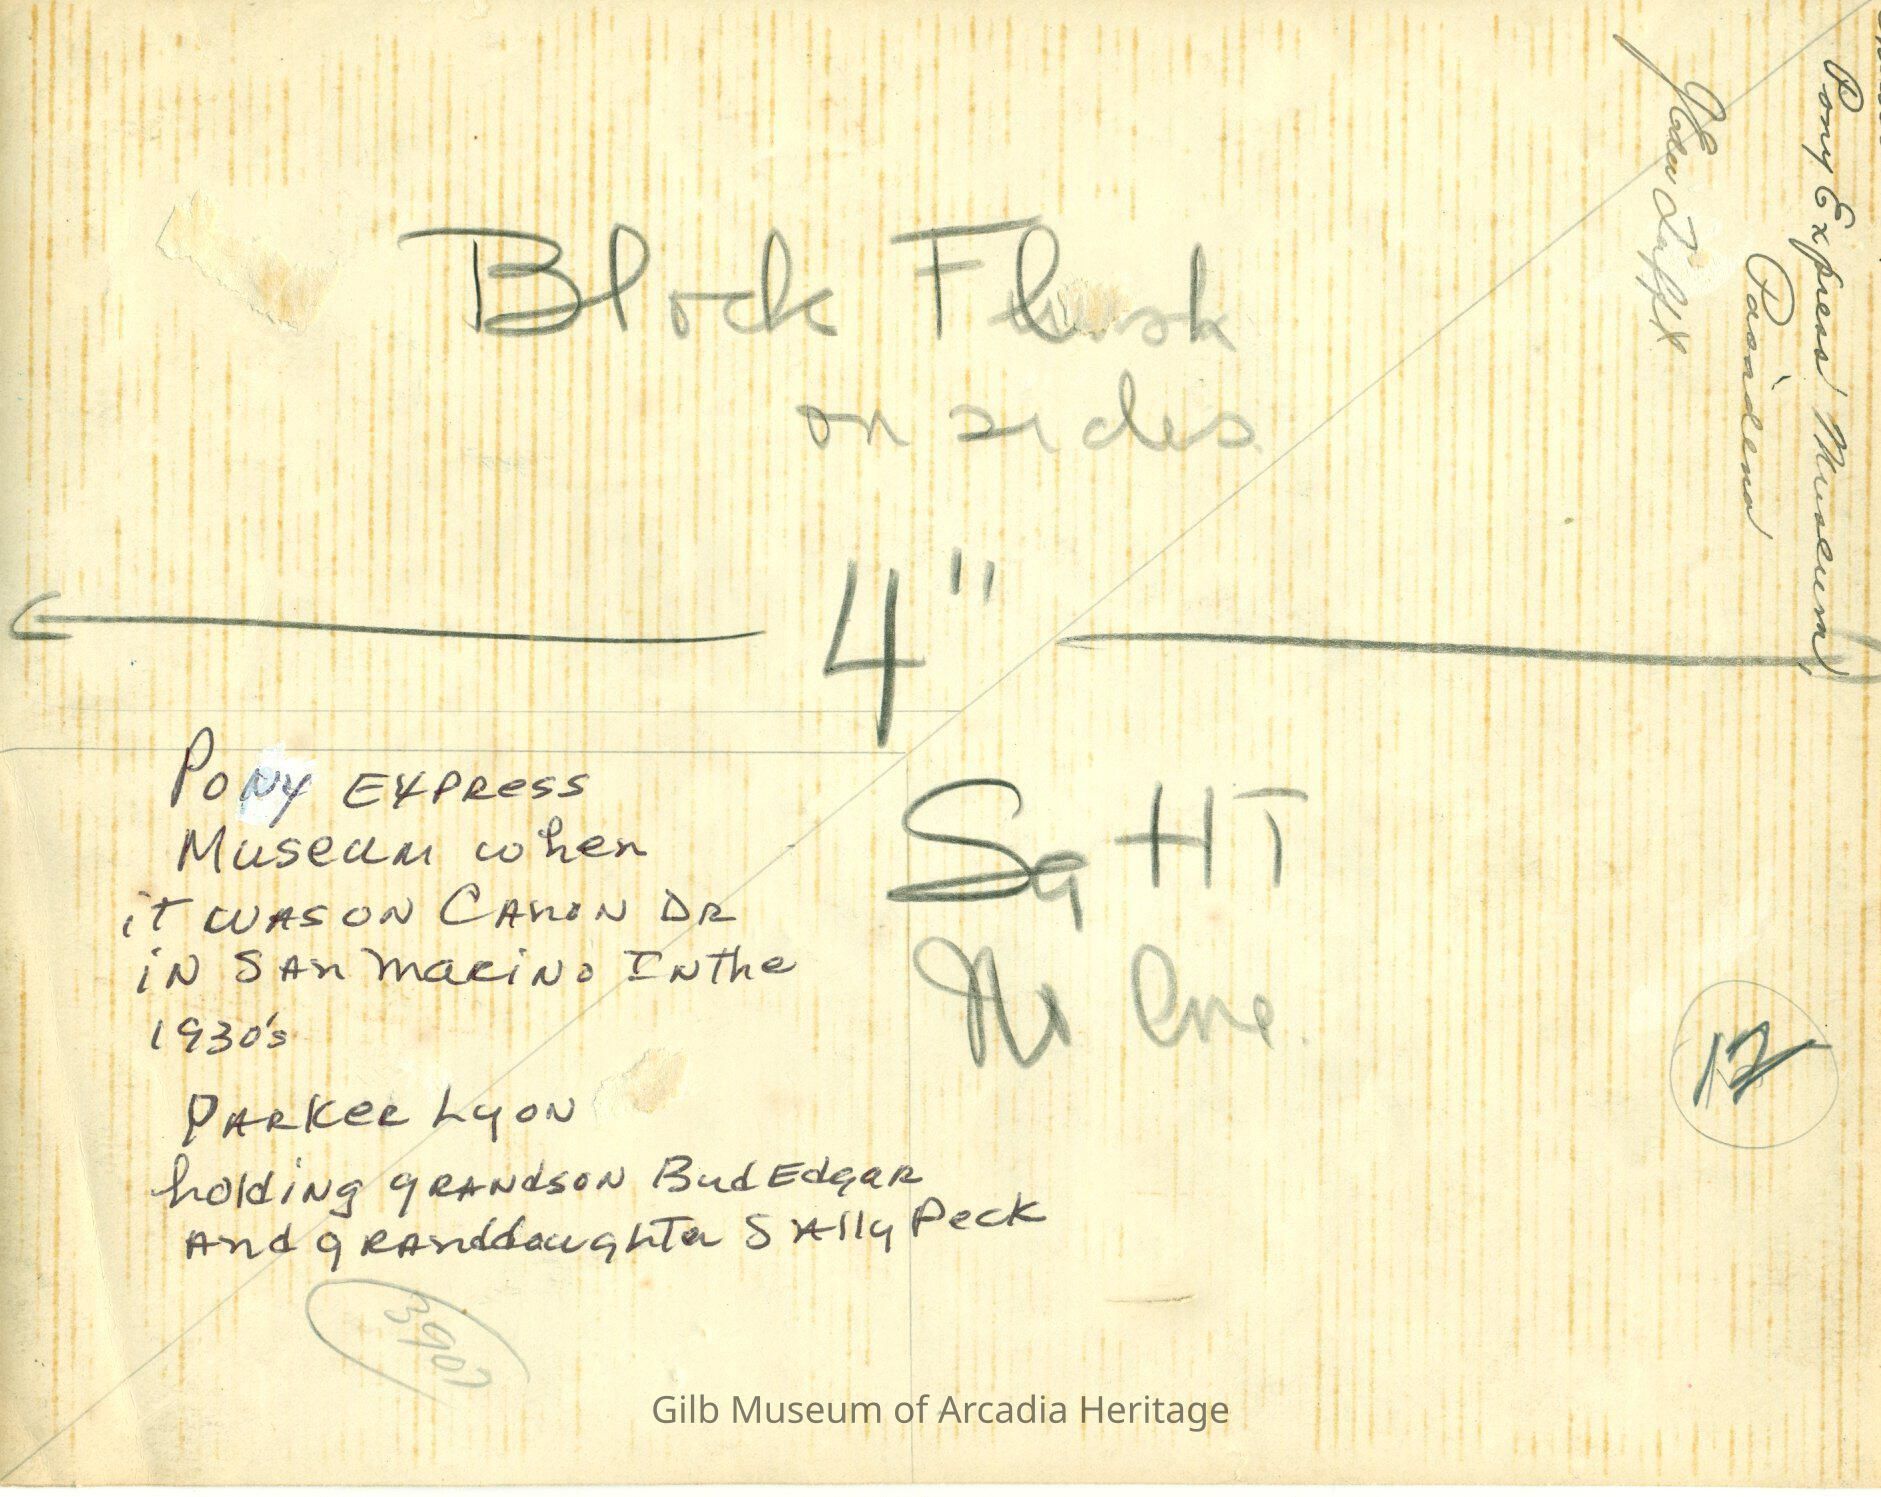 Block Flush
on sides
4"
Sq HT
PONY EXPRESS
Museum when
it WAS ON CANON DR
iN SAn MariNo IN the
1930's
PARKer Lyon
holdiNg gRANdsoN Bud Edgar
And gRANddaughter SAlly Peck
12
Pony Express Museum,
Pasadena
Gilb Museum of Arcadia Heritage